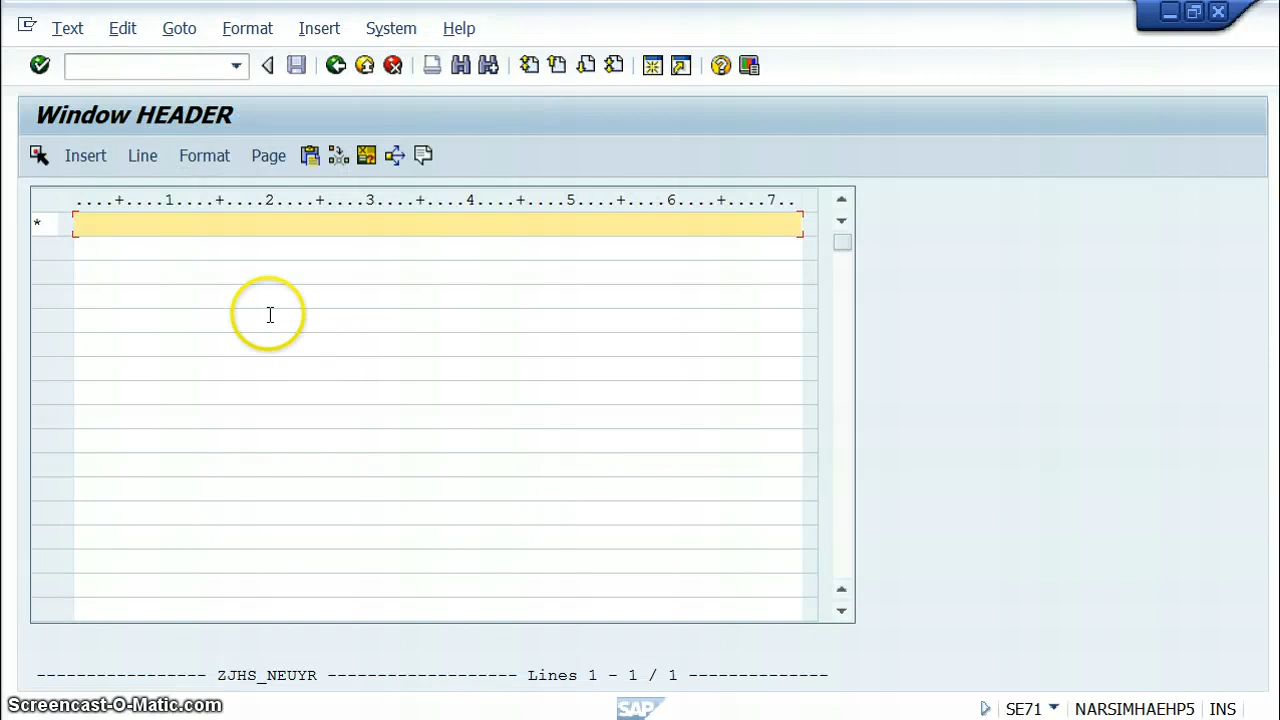 Text Edit Goto Format Insert System Help
Window HEADER
Insert Line Format Page
....+....1....+....2....+....3....+....4....+....5....+....6....+....7..
*
---------------- ZJHS_NEUYR ------------------ Lines 1 - 1 / 1 -------------
Screencast-O-Matic.com
SAP
SE71 NARSIMHAEHP5 INS